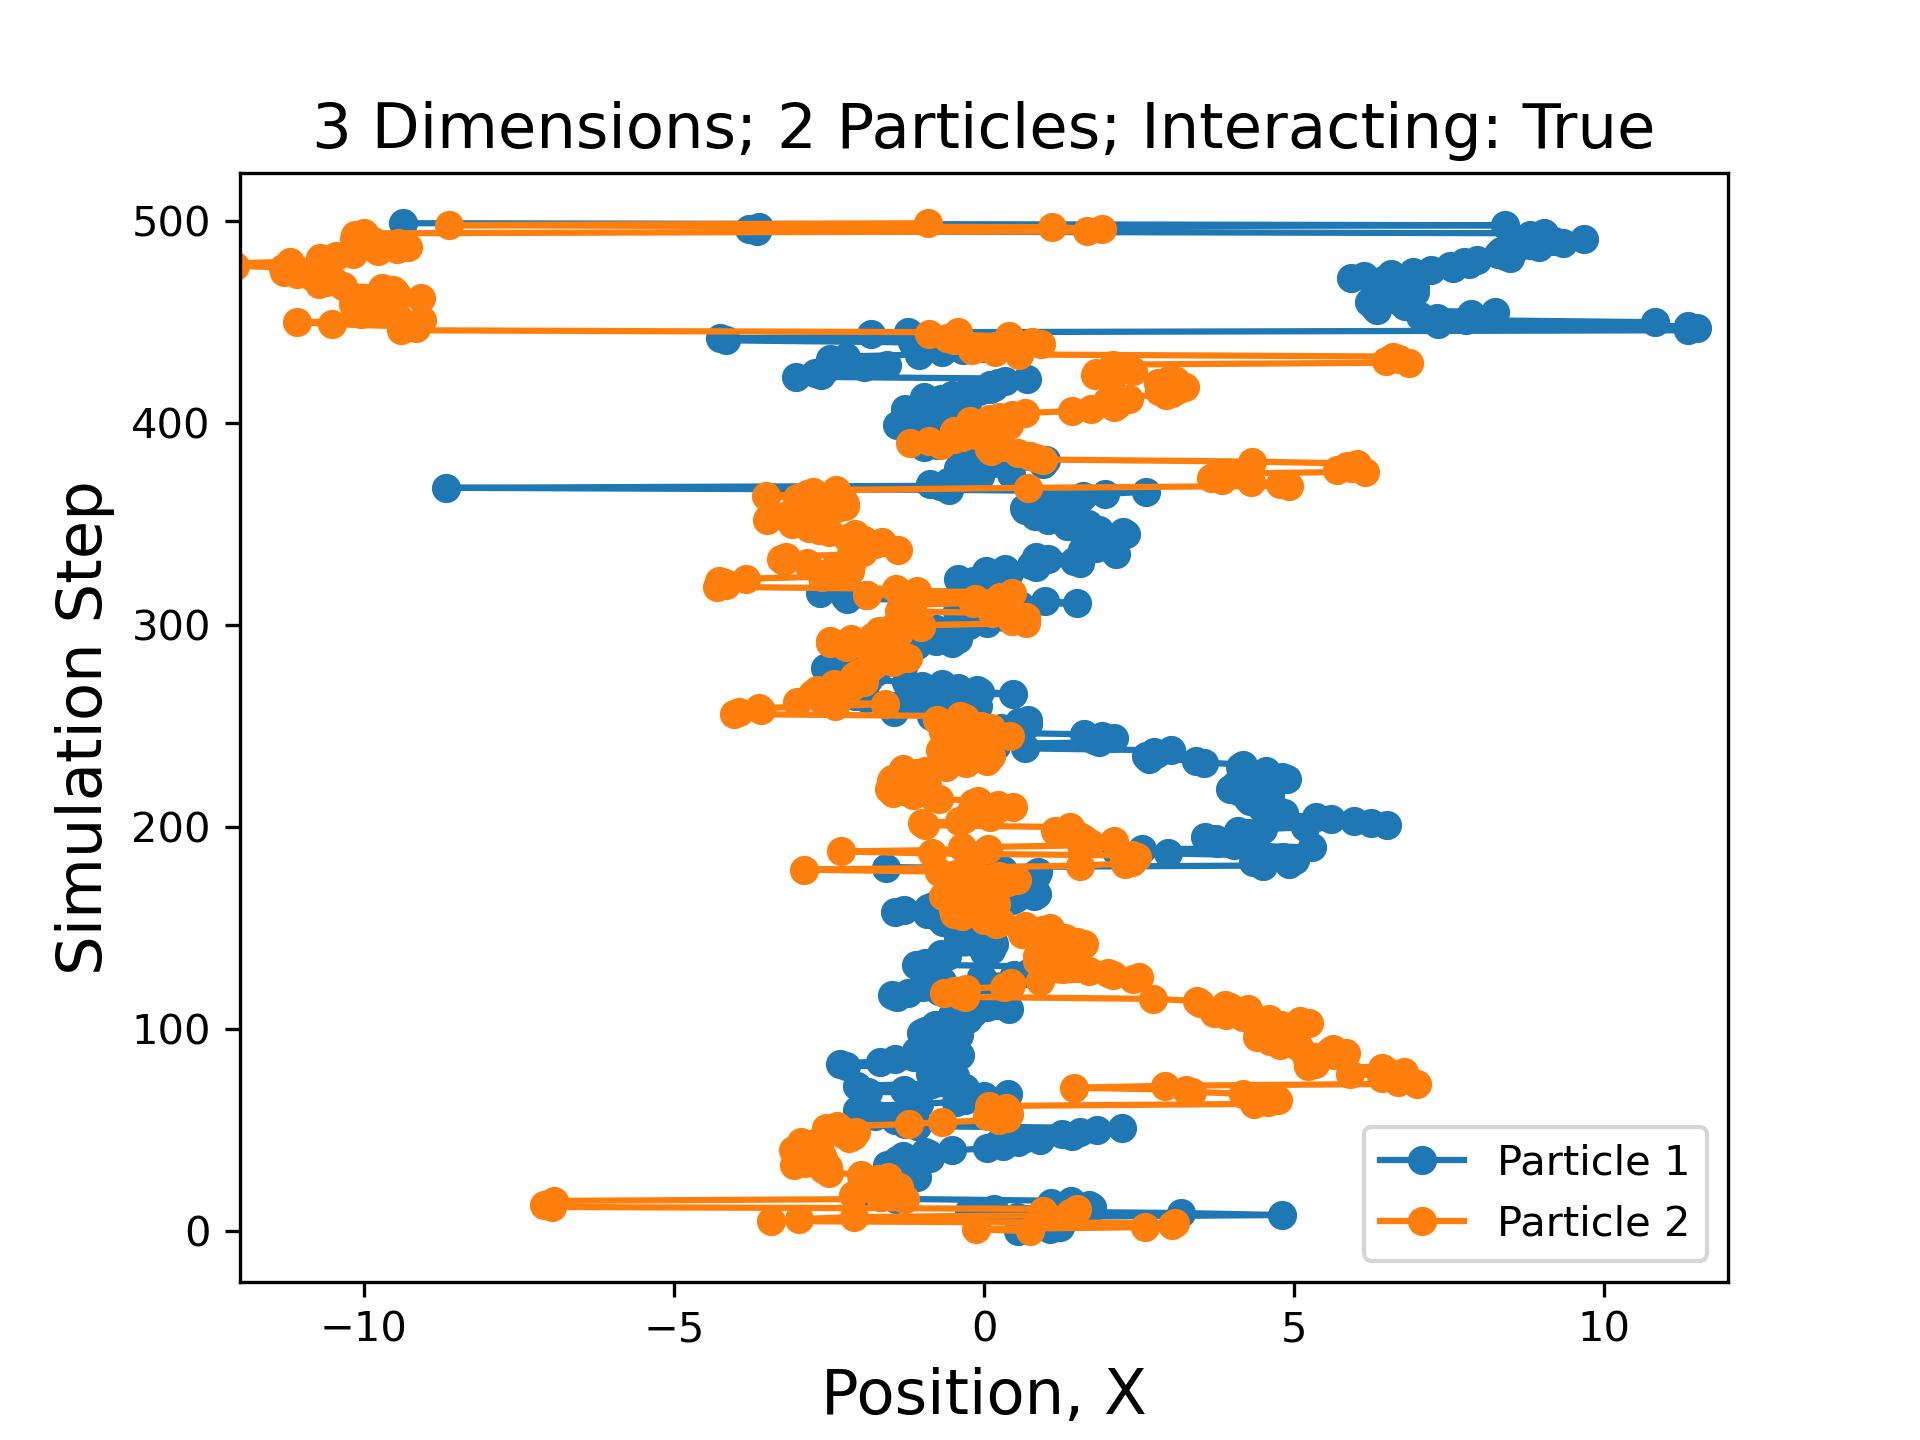 3 Dimensions; 2 Particles; Interacting: True
Simulation Step
500
400
300
200
100
0
−10
−5
0
5
10
Position, X
Particle 1
Particle 2